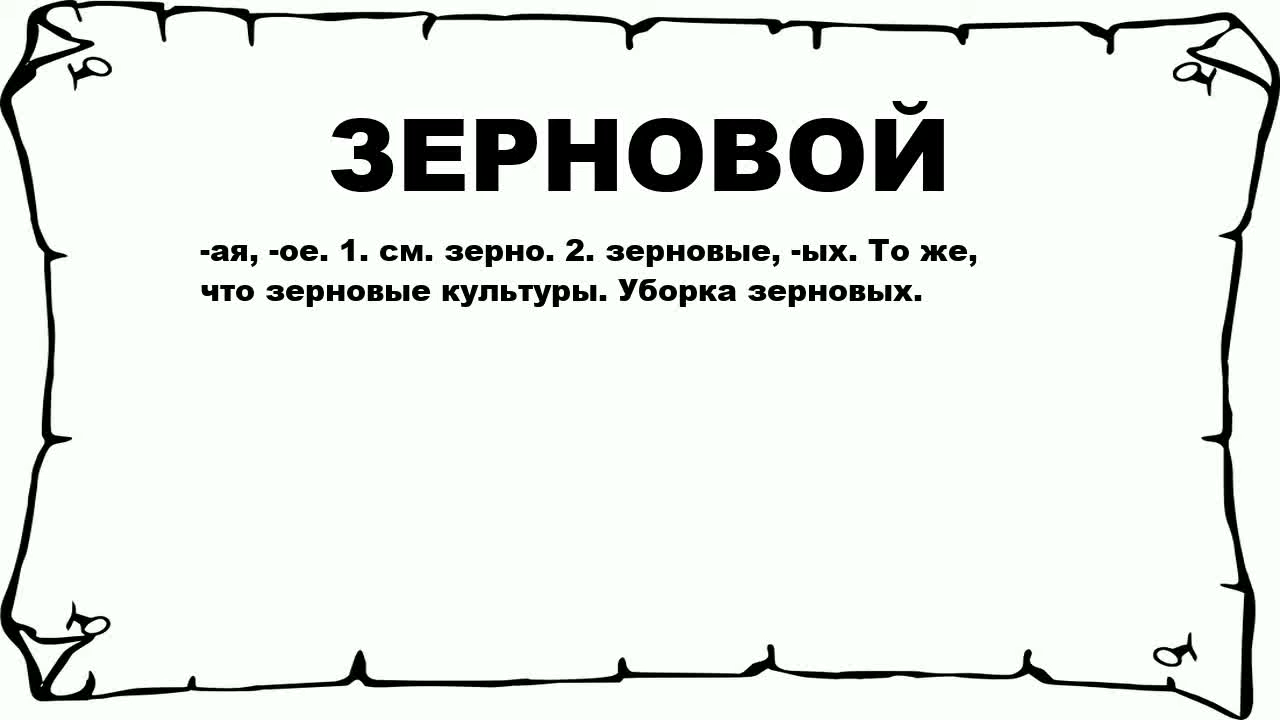 ЗЕРНОВОЙ
-ая, -ое. 1. см. зерно. 2. зерновые, -ых. То же,
что зерновые культуры. Уборка зерновых.